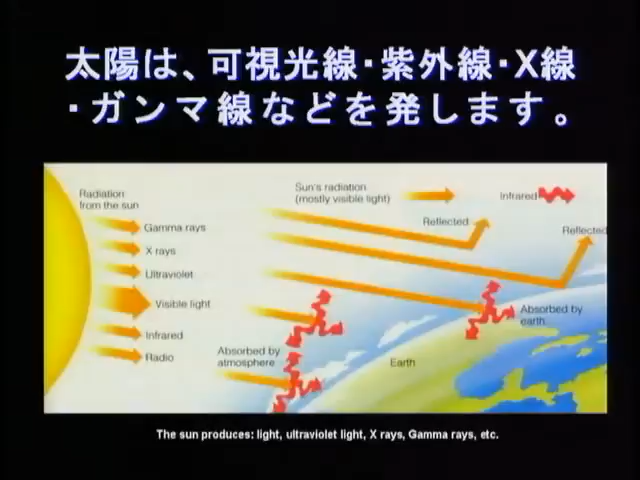 太陽は、可視光線・紫外線・X線
・ガンマ線などを発します。
Radiation
from the sun
Gamma rays
X rays
Ultraviolet
Visible light
Infrared
Radio
Sun's radiation
(mostly visible light)
Infrared
Reflected
Reflected
Absorbed by
earth
Absorbed by
atmosphere
Earth
The sun produces: light, ultraviolet light, X rays, Gamma rays, etc.